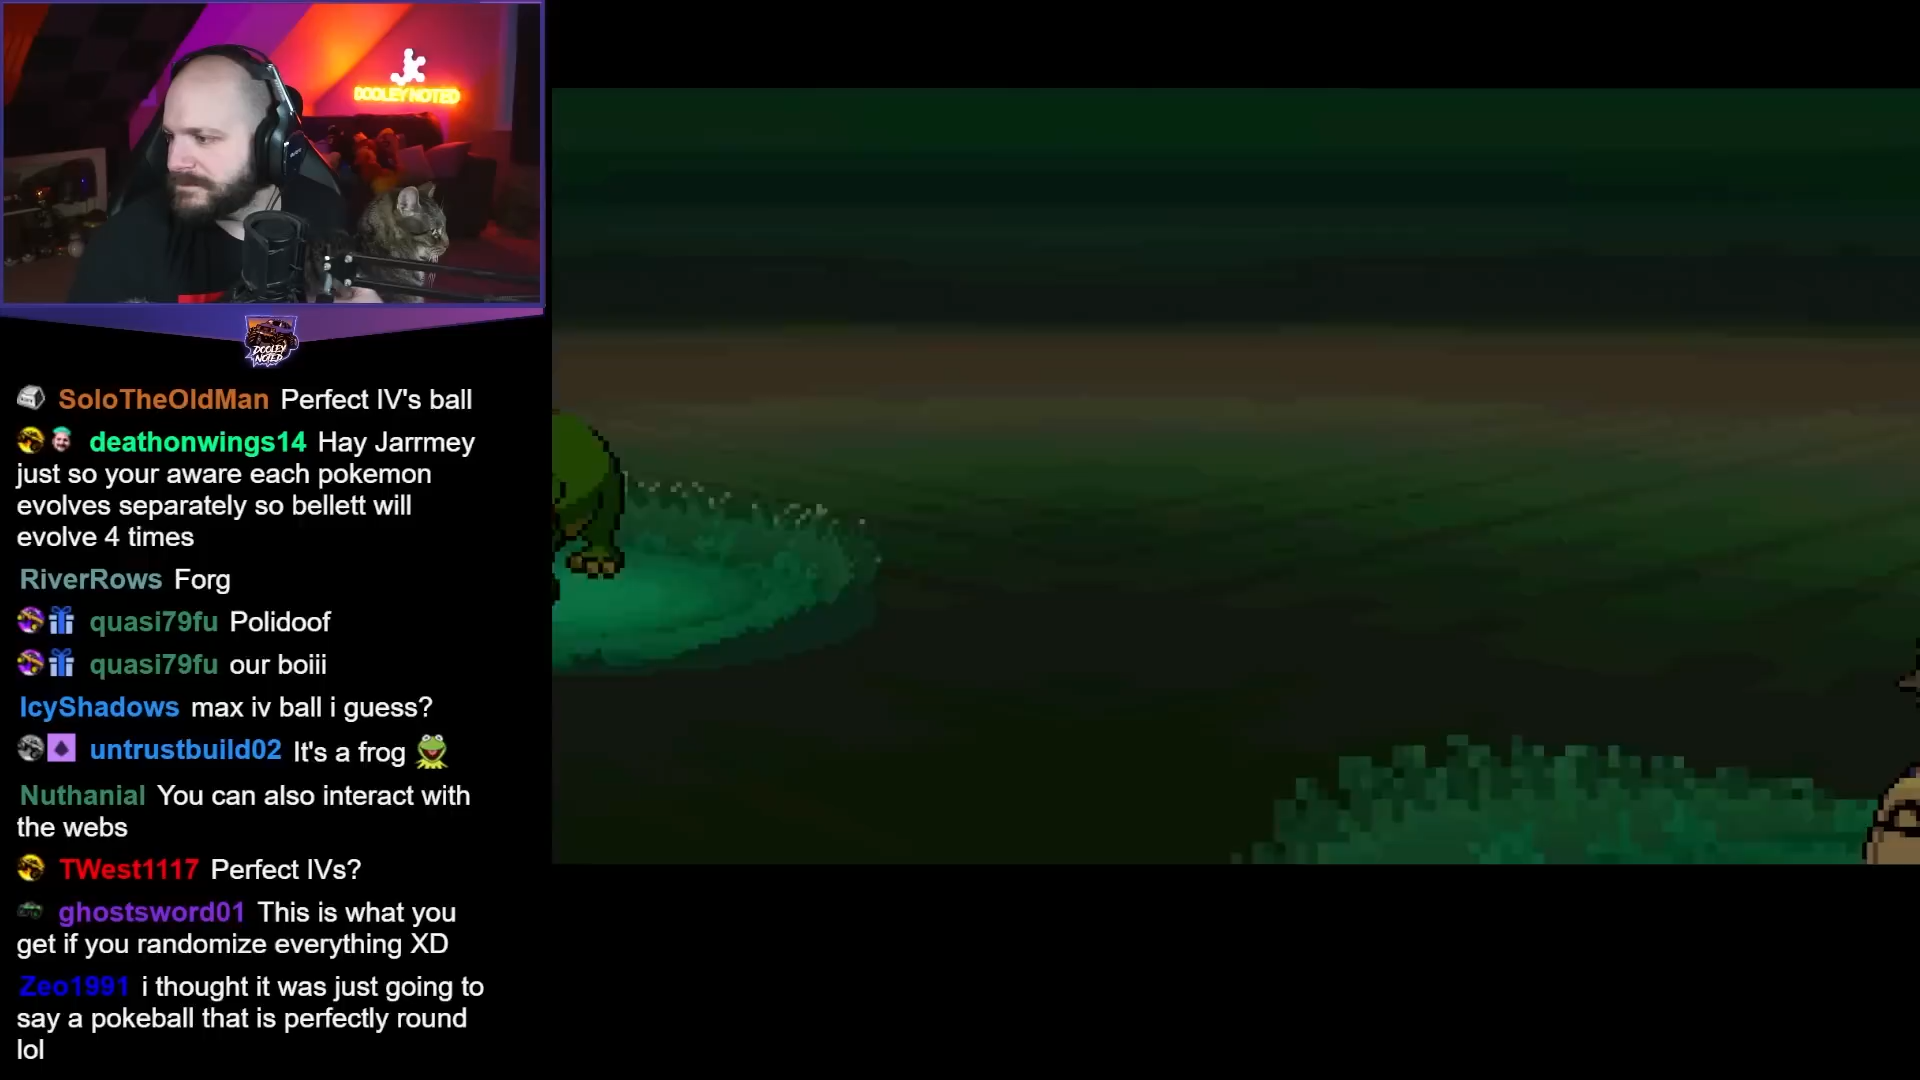 DOOLEY NOTED
DOOLEY
NOTED
SoloTheOldMan Perfect IV's ball
deathonwings14 Hay Jarrmey
just so your aware each pokemon
evolves separately so bellett will
evolve 4 times
RiverRows Forg
quasi79fu Polidoof
quasi79fu our boiii
IcyShadows max iv ball i guess?
untrustbuild02 It's a frog
Nuthanial You can also interact with
the webs
TWest1117 Perfect IVs?
ghostsword01 This is what you
get if you randomize everything XD
Zeo1991 i thought it was just going to
say a pokeball that is perfectly round
lol